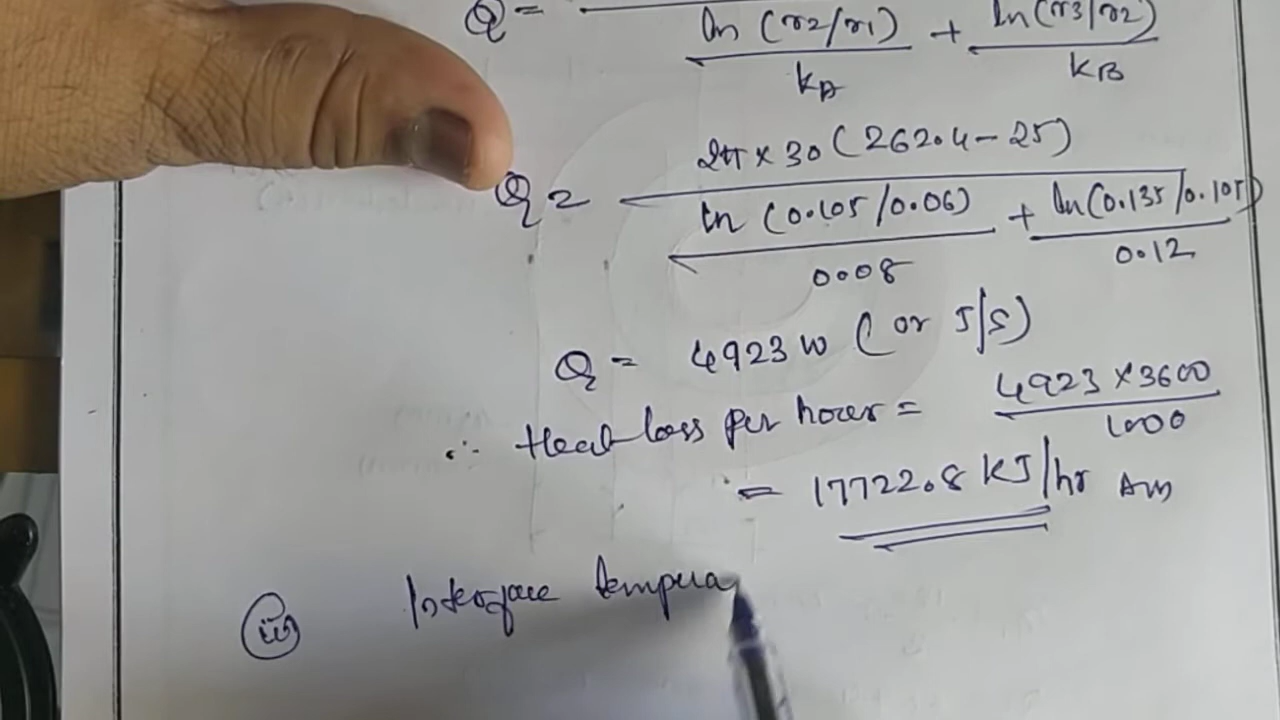 Q =
ln (r2/r1) + ln (r3/r2)
kA kB
2π × 30 (262.4 - 25)
Q =
ln (0.105/0.06) + ln (0.135/0.105)
0.08 0.12
Q = 4923 W (or J/S)
∴ Heat loss per hour = 4923 × 3600
1000
= 17722.8 KJ/hr Ans
(ii) Interface tempera